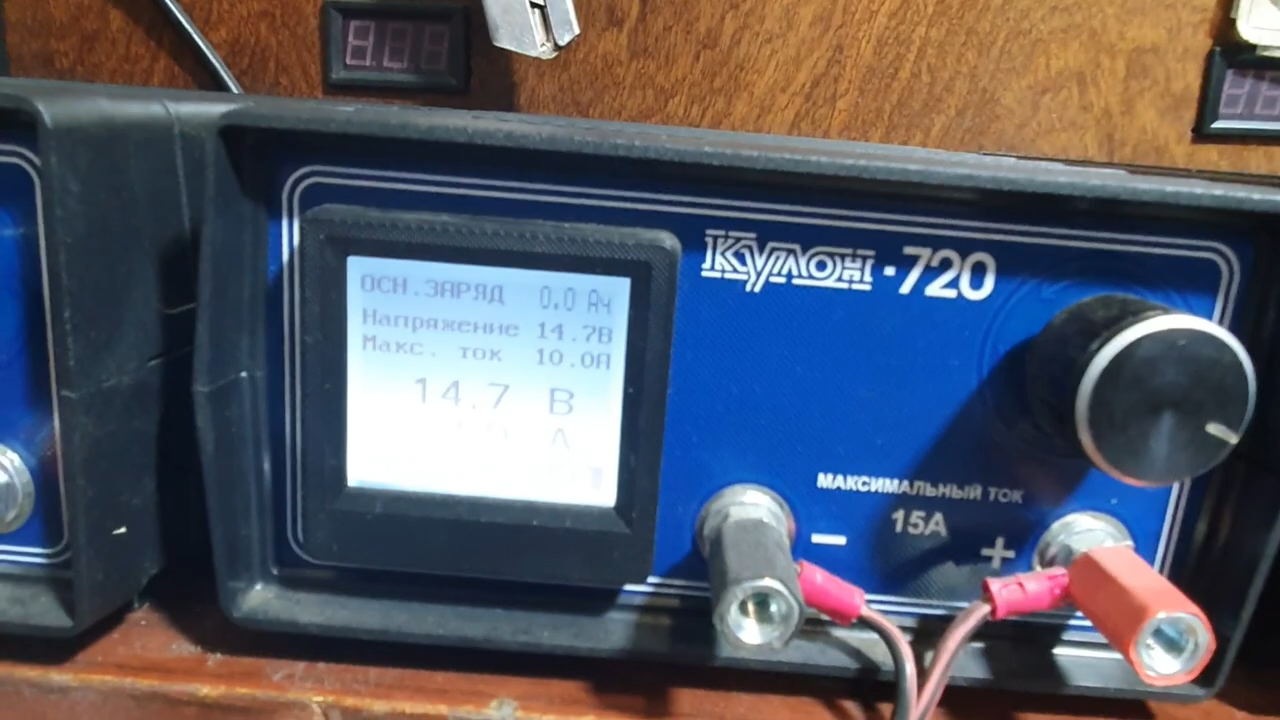 КУЛОН-720
ОСН.ЗАРЯД 0.0 Ач
Напряжение 14.7В
Макс. ток 10.0А
14.7 В
А
МАКСИМАЛЬНЫЙ ТОК
15А
− +